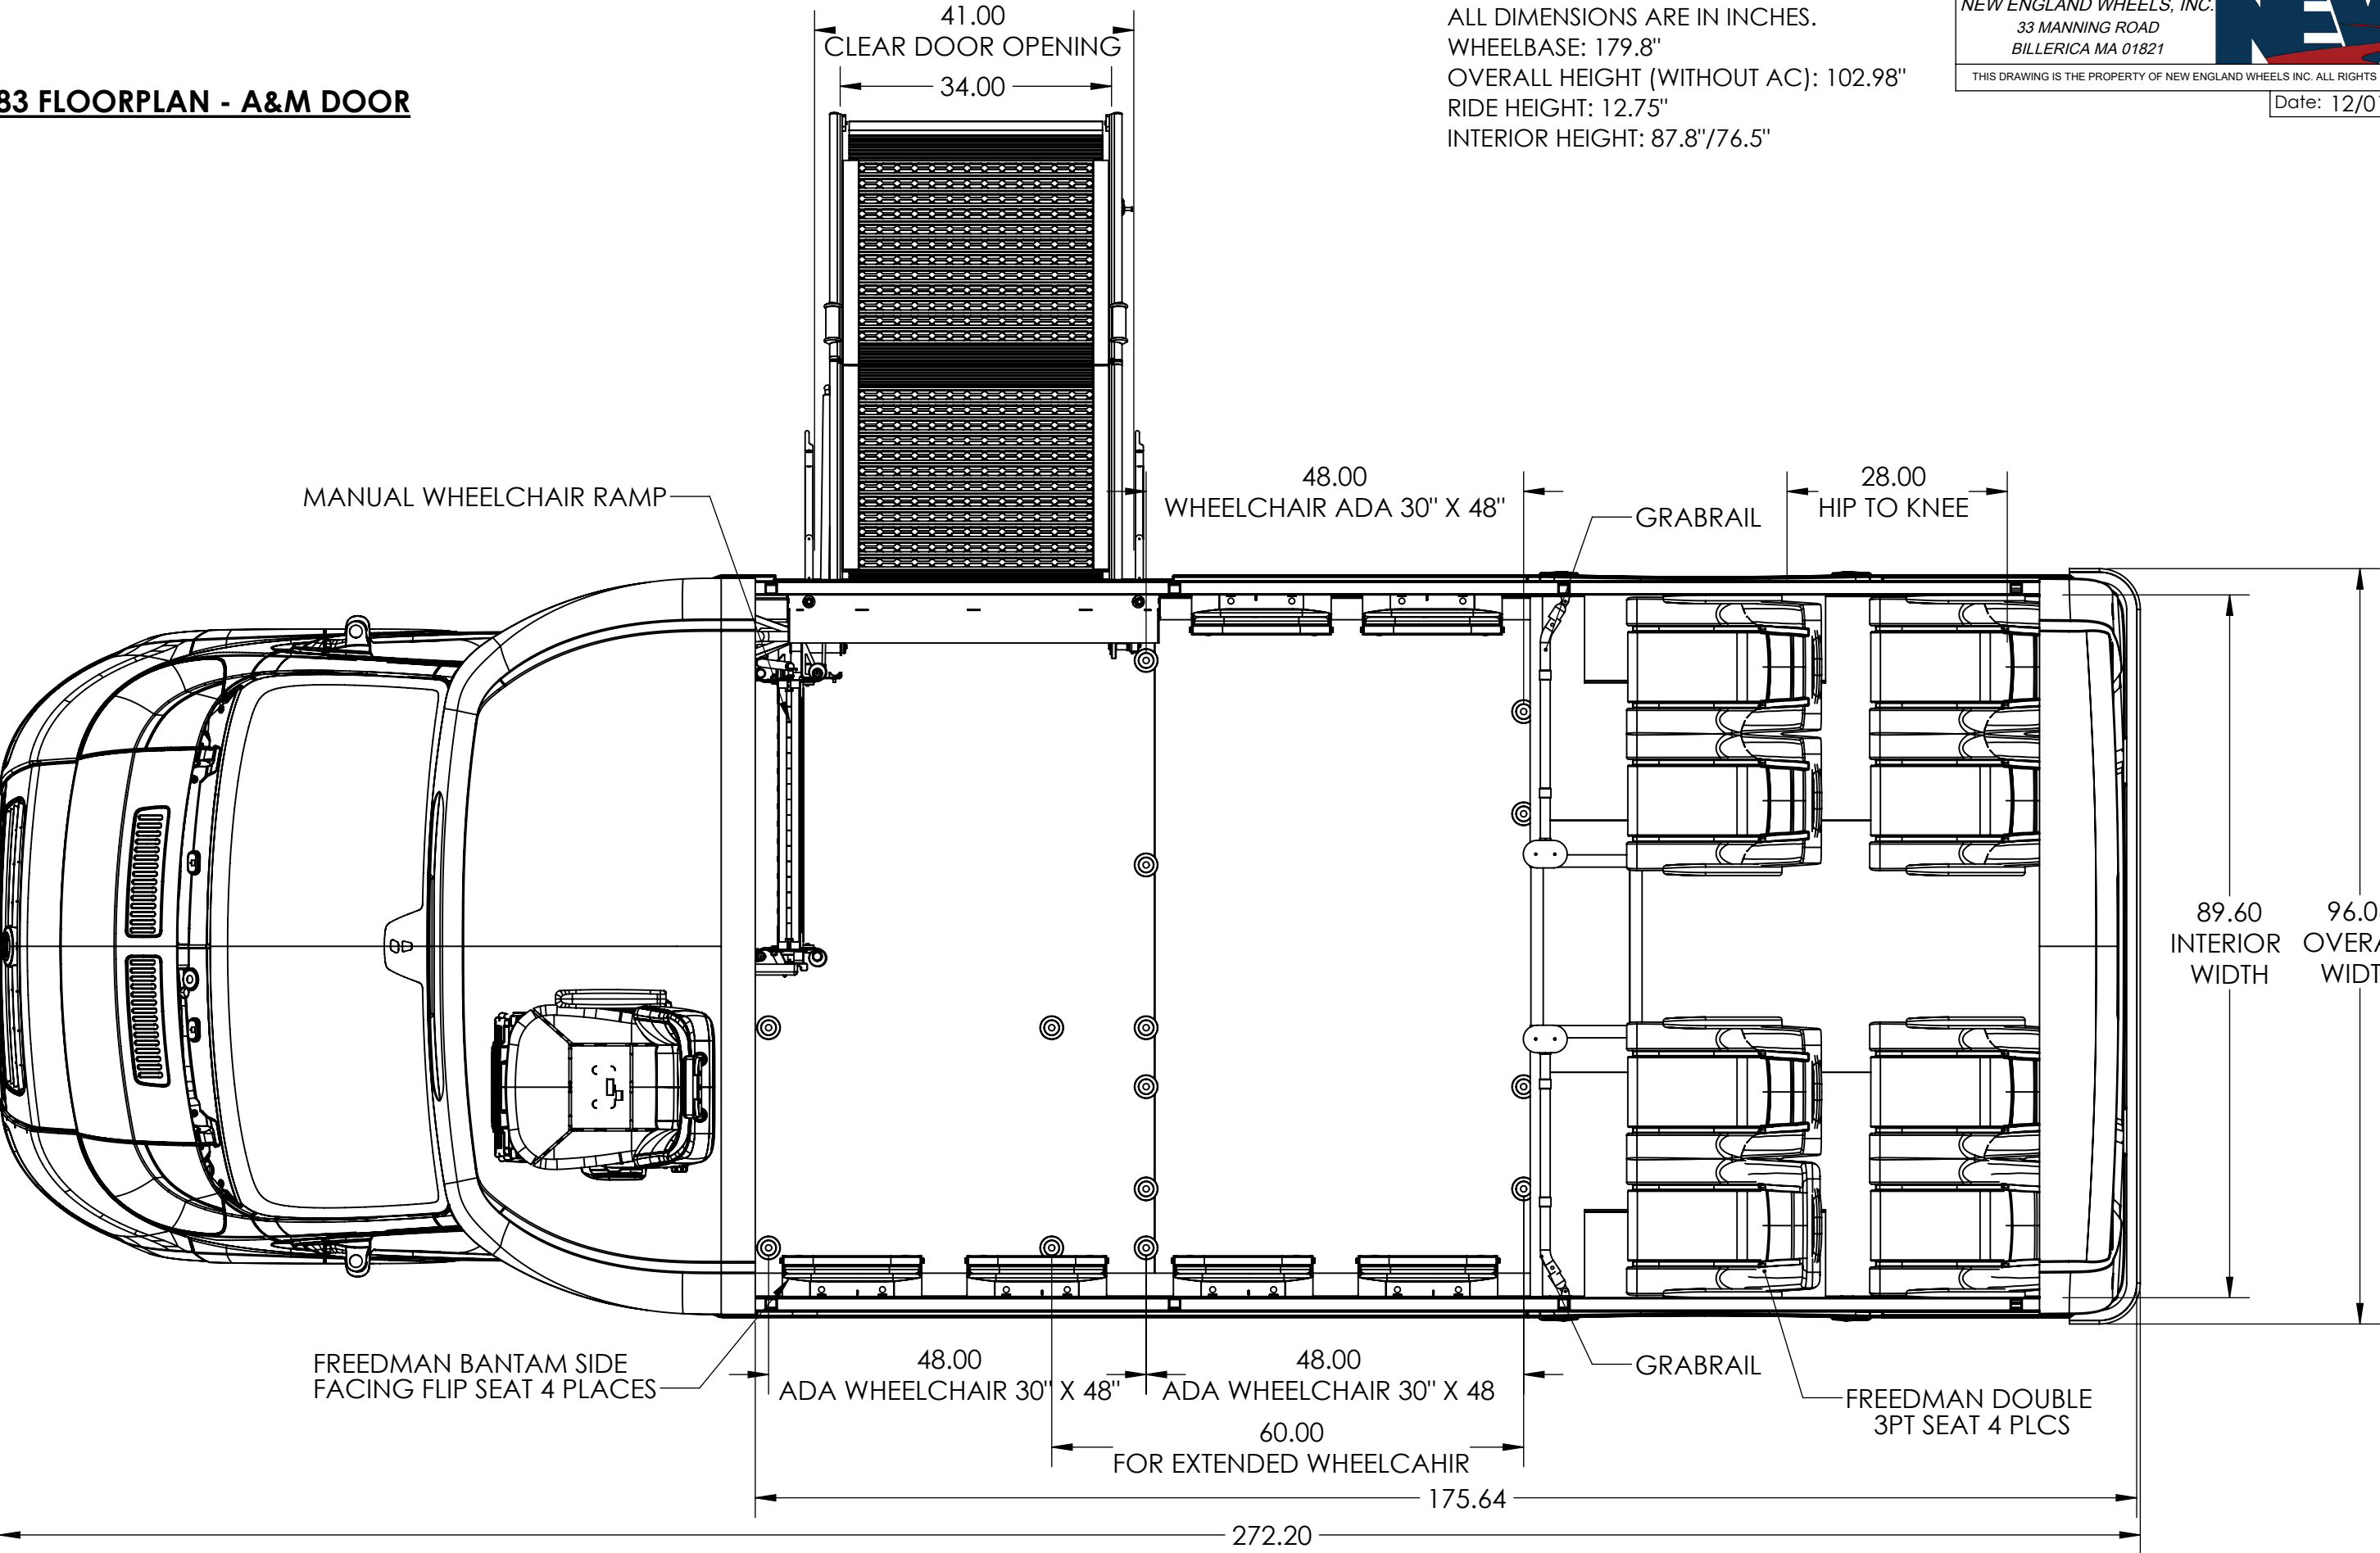 83 FLOORPLAN - A&M DOOR
41.00
CLEAR DOOR OPENING
34.00
ALL DIMENSIONS ARE IN INCHES.
WHEELBASE: 179.8"
OVERALL HEIGHT (WITHOUT AC): 102.98"
RIDE HEIGHT: 12.75"
INTERIOR HEIGHT: 87.8"/76.5"
NEW ENGLAND WHEELS, INC.
33 MANNING ROAD
BILLERICA MA 01821
NEW
THIS DRAWING IS THE PROPERTY OF NEW ENGLAND WHEELS INC. ALL RIGHTS
Date: 12/0
MANUAL WHEELCHAIR RAMP
48.00
WHEELCHAIR ADA 30" X 48"
GRABRAIL
28.00
HIP TO KNEE
89.60
INTERIOR
WIDTH
96.0
OVERA
WIDT
FREEDMAN BANTAM SIDE
FACING FLIP SEAT 4 PLACES
48.00
ADA WHEELCHAIR 30" X 48"
48.00
ADA WHEELCHAIR 30" X 48
GRABRAIL
FREEDMAN DOUBLE
3PT SEAT 4 PLCS
60.00
FOR EXTENDED WHEELCAHIR
175.64
272.20